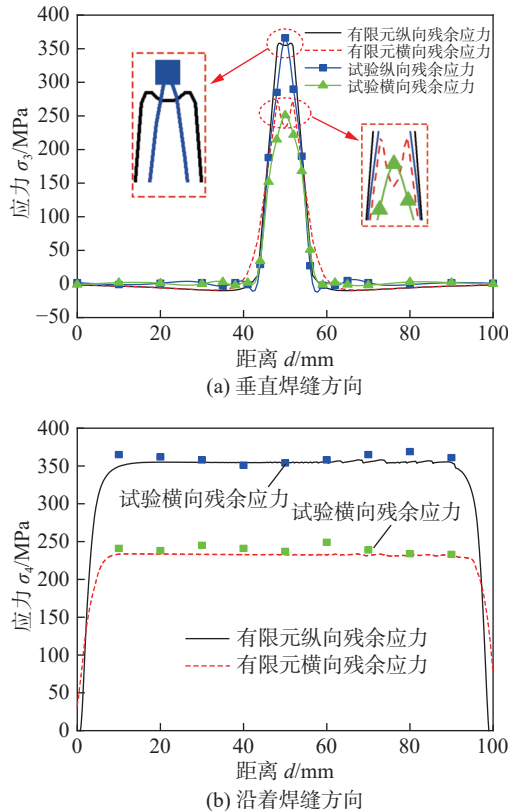 400
350
300
250
200
150
100
50
0
−50
应力 σ3/MPa
有限元纵向残余应力
有限元横向残余应力
试验纵向残余应力
试验横向残余应力
0 20 40 60 80 100
距离 d/mm
(a) 垂直焊缝方向
400
350
300
250
200
150
100
50
0
应力 σ4/MPa
试验横向残余应力
试验横向残余应力
有限元纵向残余应力
有限元横向残余应力
0 20 40 60 80 100
距离 d/mm
(b) 沿着焊缝方向